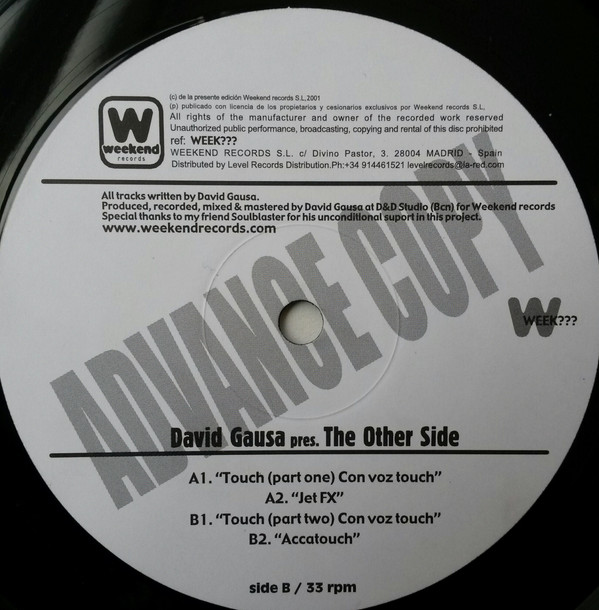 (c) de la presente edición Weekend records S.L, 2001
(p) publicado con licencia de los propietarios y cesionarios exclusivos por Weekend records S.L,
All rights of the manufacturer and owner of the recorded work reserved
Unauthorized public performance, broadcasting, copying and rental of this disc prohibited
ref: WEEK???
WEEKEND RECORDS S.L. c/ Divino Pastor, 3. 28004 MADRID - Spain
Distributed by Level Records Distribution.Ph:+34 914461521 levelrecords@la-red.com
W
weekend
records
All tracks written by David Gausa.
Produced, recorded, mixed & mastered by David Gausa at D&D Studio (Bcn) for Weekend records
Special thanks to my friend Soulblaster for his unconditional suport in this project.
www.weekendrecords.com
ADVANCE COPY
W
WEEK???
David Gausa pres. The Other Side
A1. “Touch (part one) Con voz touch”
A2. “Jet FX”
B1. “Touch (part two) Con voz touch”
B2. “Accatouch”
side B / 33 rpm